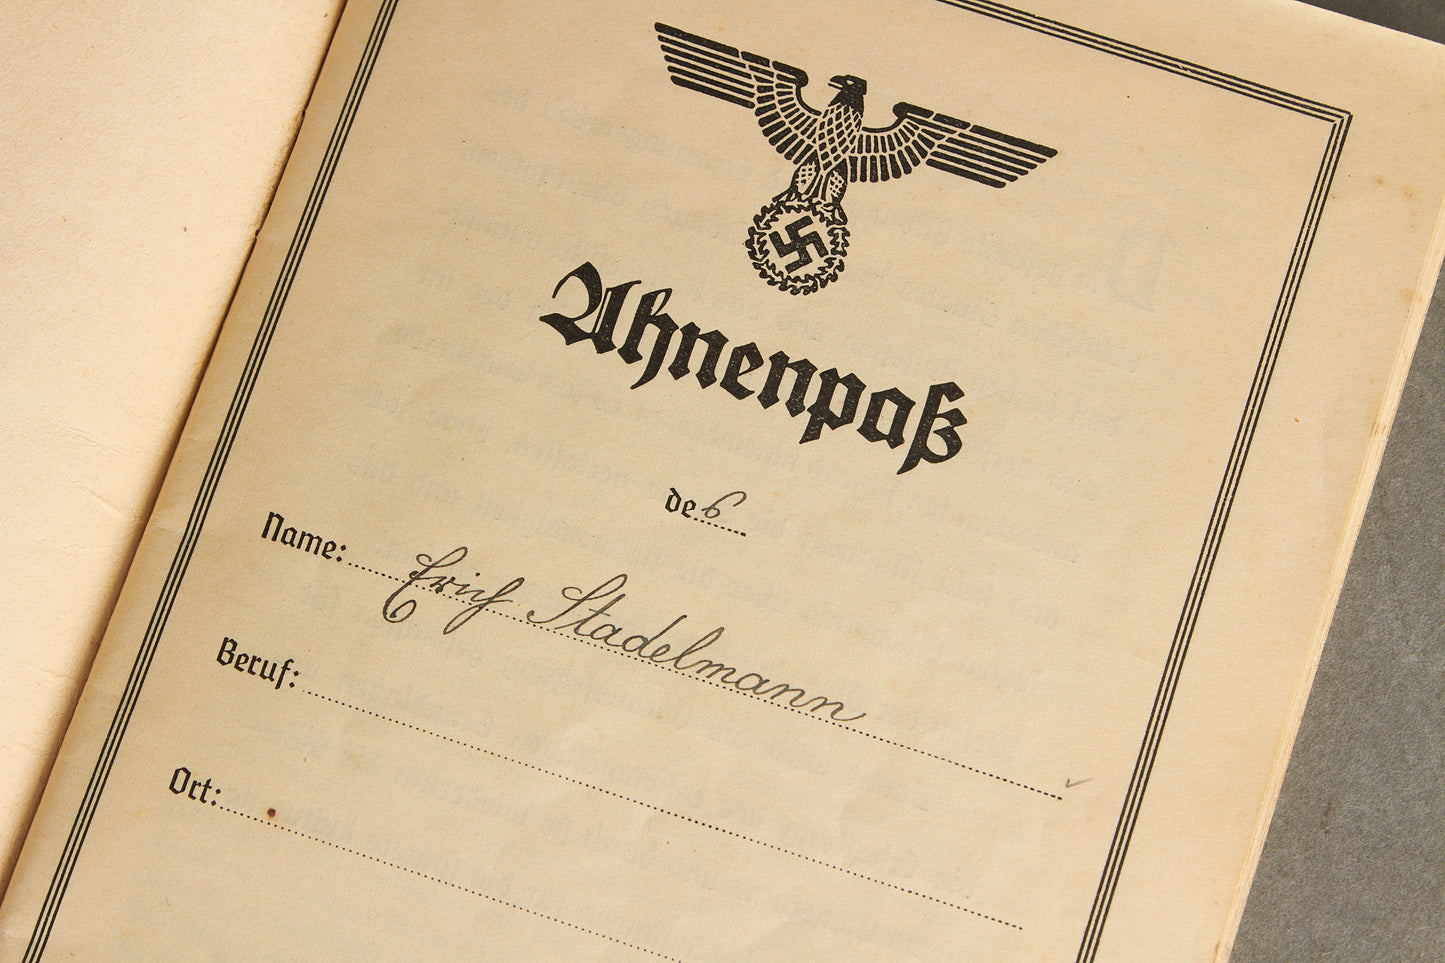 Ahnenpaß
des
Name: Erich Stadelmann
Beruf:
Ort: